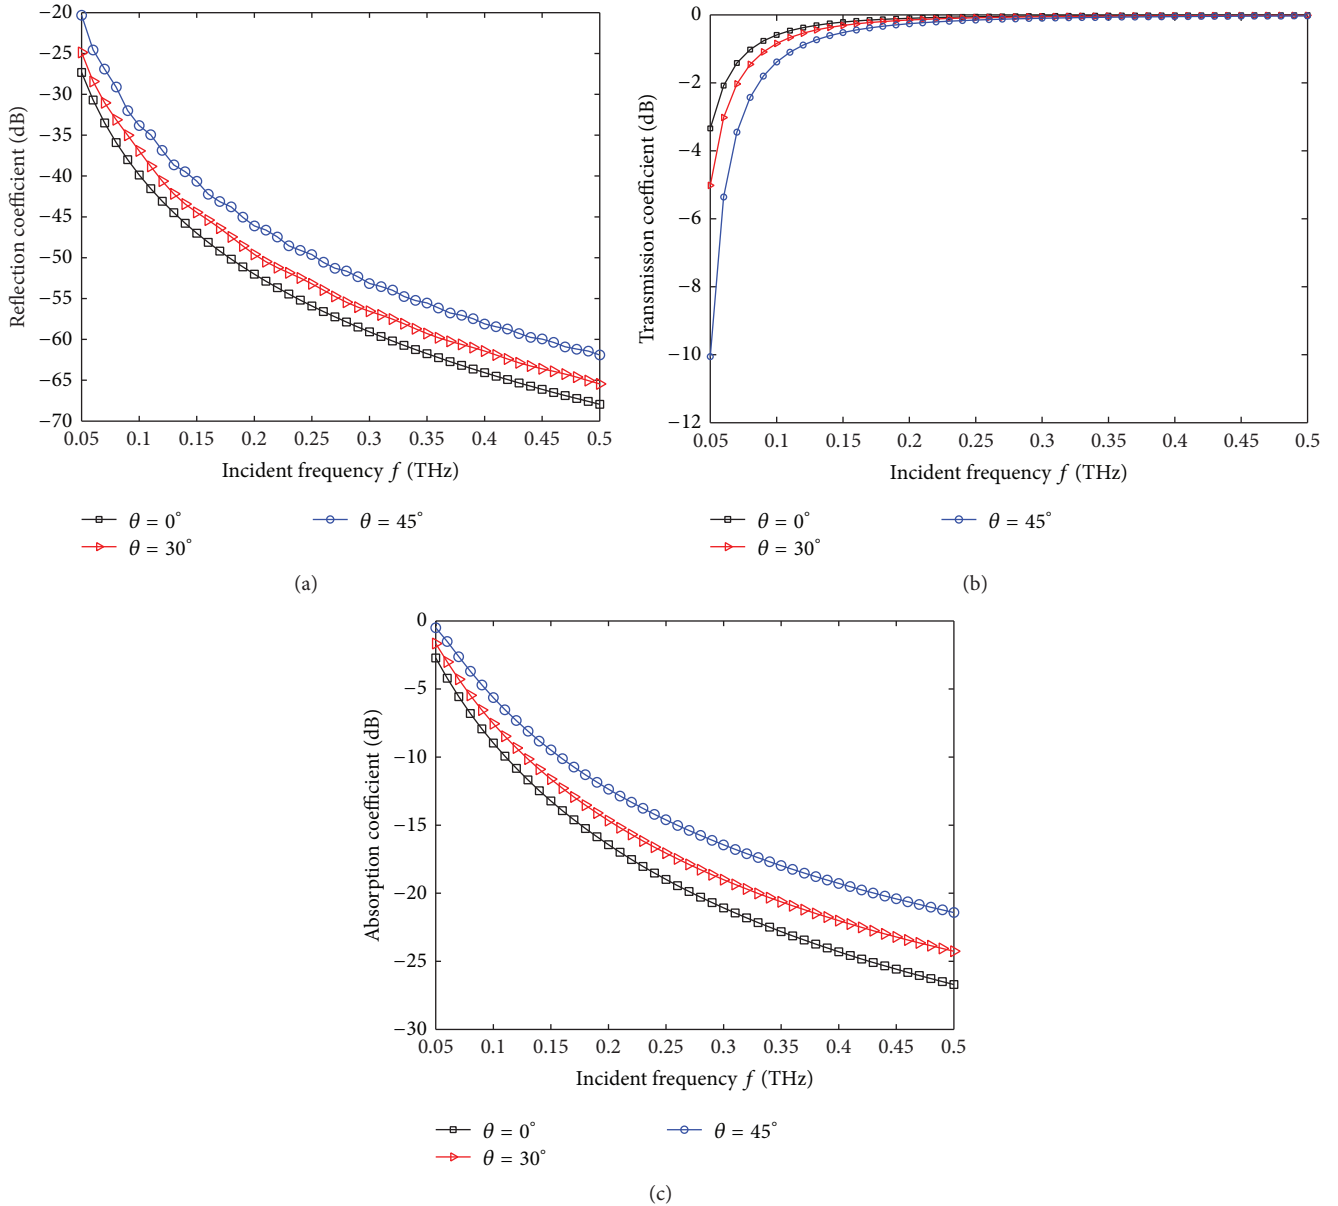 −20
−25
−30
−35
−40
−45
−50
−55
−60
−65
−70
Reflection coefficient (dB)
0.05 0.1 0.15 0.2 0.25 0.3 0.35 0.4 0.45 0.5
Incident frequency f (THz)
θ = 0°
θ = 30°
θ = 45°
(a)
0
−2
−4
−6
−8
−10
−12
Transmission coefficient (dB)
0.05 0.1 0.15 0.2 0.25 0.3 0.35 0.4 0.45 0.5
Incident frequency f (THz)
θ = 0°
θ = 30°
θ = 45°
(b)
0
−5
−10
−15
−20
−25
−30
Absorption coefficient (dB)
0.05 0.1 0.15 0.2 0.25 0.3 0.35 0.4 0.45 0.5
Incident frequency f (THz)
θ = 0°
θ = 30°
θ = 45°
(c)